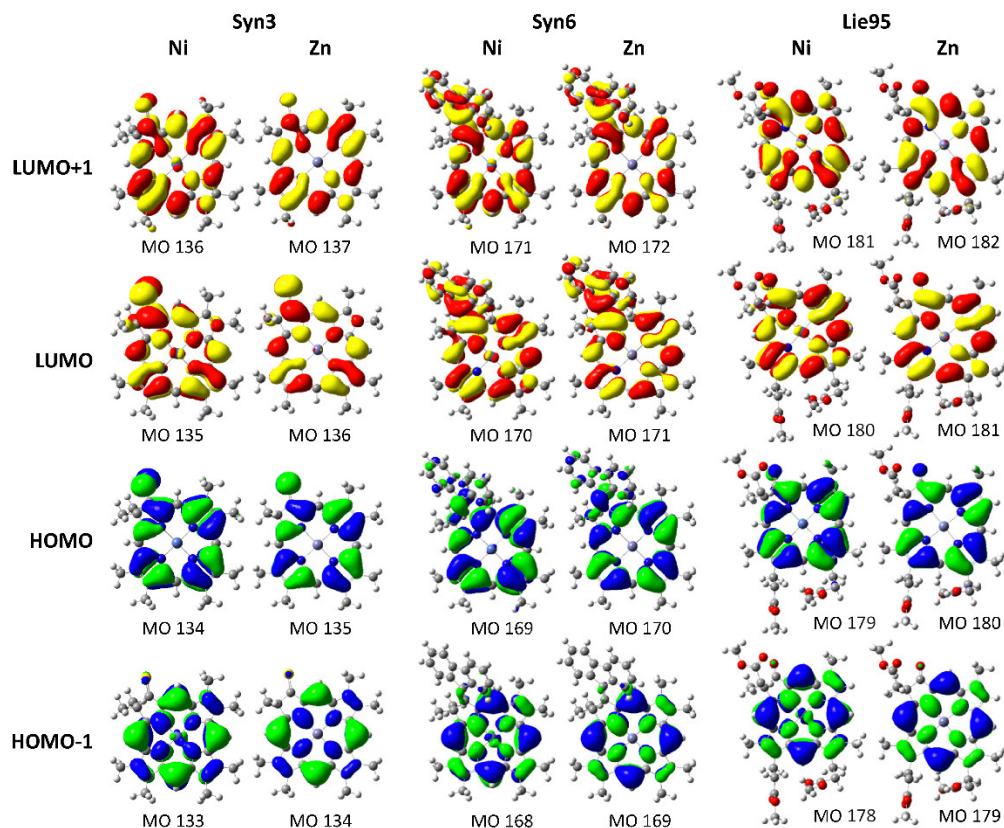 Syn3 Syn6 Lie95
Ni Zn Ni Zn Ni Zn
LUMO+1
MO 136 MO 137 MO 171 MO 172 MO 181 MO 182
LUMO
MO 135 MO 136 MO 170 MO 171 MO 180 MO 181
HOMO
MO 134 MO 135 MO 169 MO 170 MO 179 MO 180
HOMO-1
MO 133 MO 134 MO 168 MO 169 MO 178 MO 179